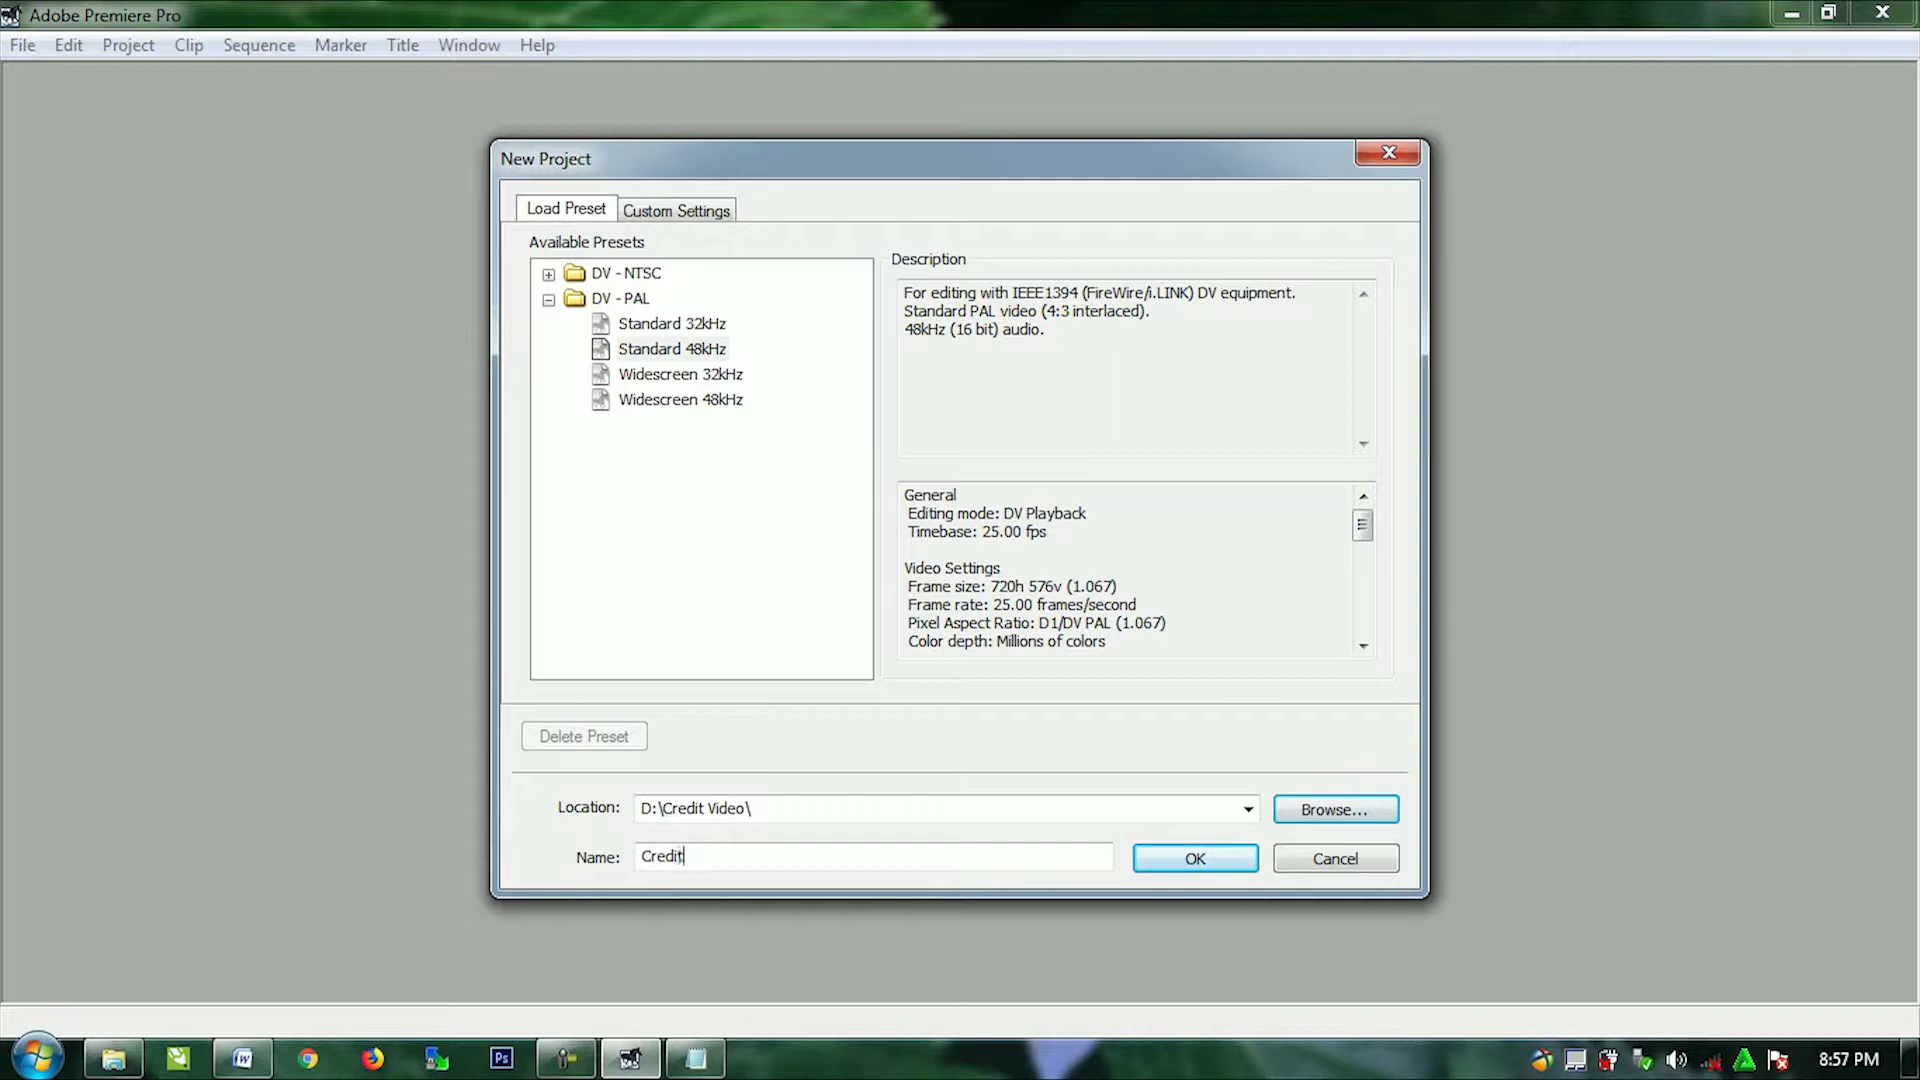 Adobe Premiere Pro
File Edit Project Clip Sequence Marker Title Window Help
New Project
Load Preset Custom Settings
Available Presets
DV - NTSC
DV - PAL
Standard 32kHz
Standard 48kHz
Widescreen 32kHz
Widescreen 48kHz
Description
For editing with IEEE1394 (FireWire/i.LINK) DV equipment.
Standard PAL video (4:3 interlaced).
48kHz (16 bit) audio.
General
Editing mode: DV Playback
Timebase: 25.00 fps
Video Settings
Frame size: 720h 576v (1.067)
Frame rate: 25.00 frames/second
Pixel Aspect Ratio: D1/DV PAL (1.067)
Color depth: Millions of colors
Delete Preset
Location: D:\Credit Video\ Browse...
Name: Credit OK Cancel
W Ps 8:57 PM